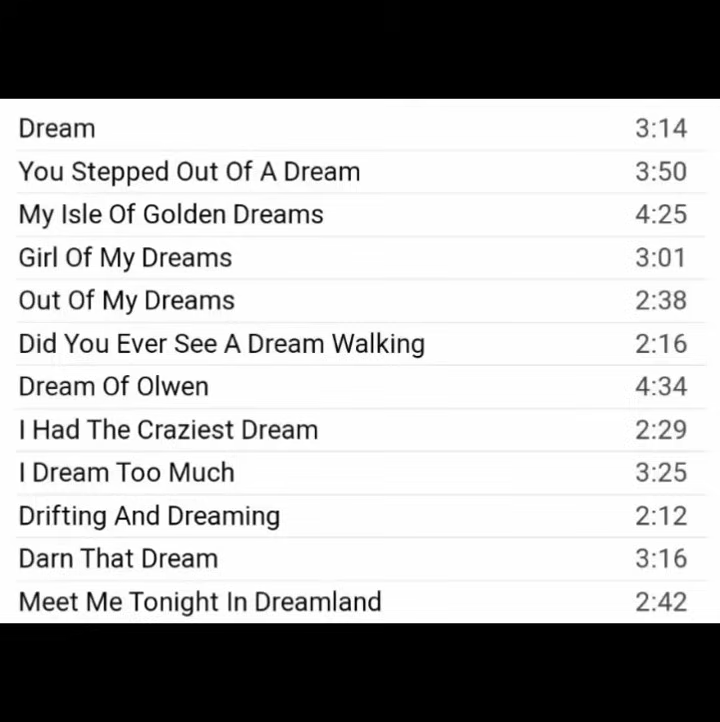 Dream 3:14
You Stepped Out Of A Dream 3:50
My Isle Of Golden Dreams 4:25
Girl Of My Dreams 3:01
Out Of My Dreams 2:38
Did You Ever See A Dream Walking 2:16
Dream Of Olwen 4:34
I Had The Craziest Dream 2:29
I Dream Too Much 3:25
Drifting And Dreaming 2:12
Darn That Dream 3:16
Meet Me Tonight In Dreamland 2:42